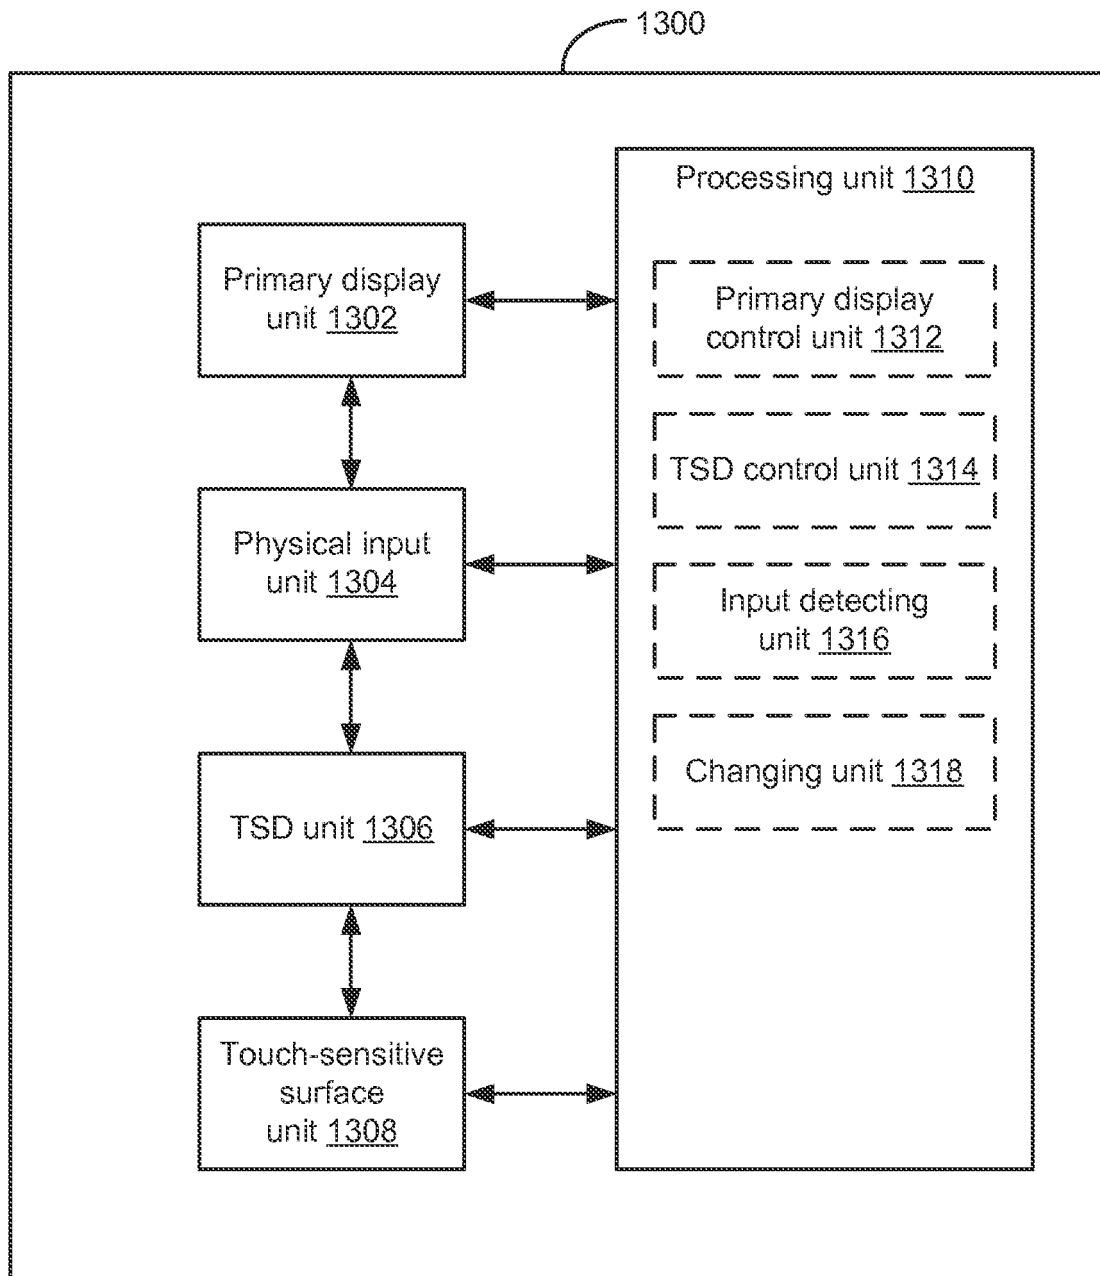 1300
Processing unit 1310
Primary display
unit 1302
Primary display
control unit 1312
TSD control unit 1314
Physical input
unit 1304
Input detecting
unit 1316
Changing unit 1318
TSD unit 1306
Touch-sensitive
surface
unit 1308